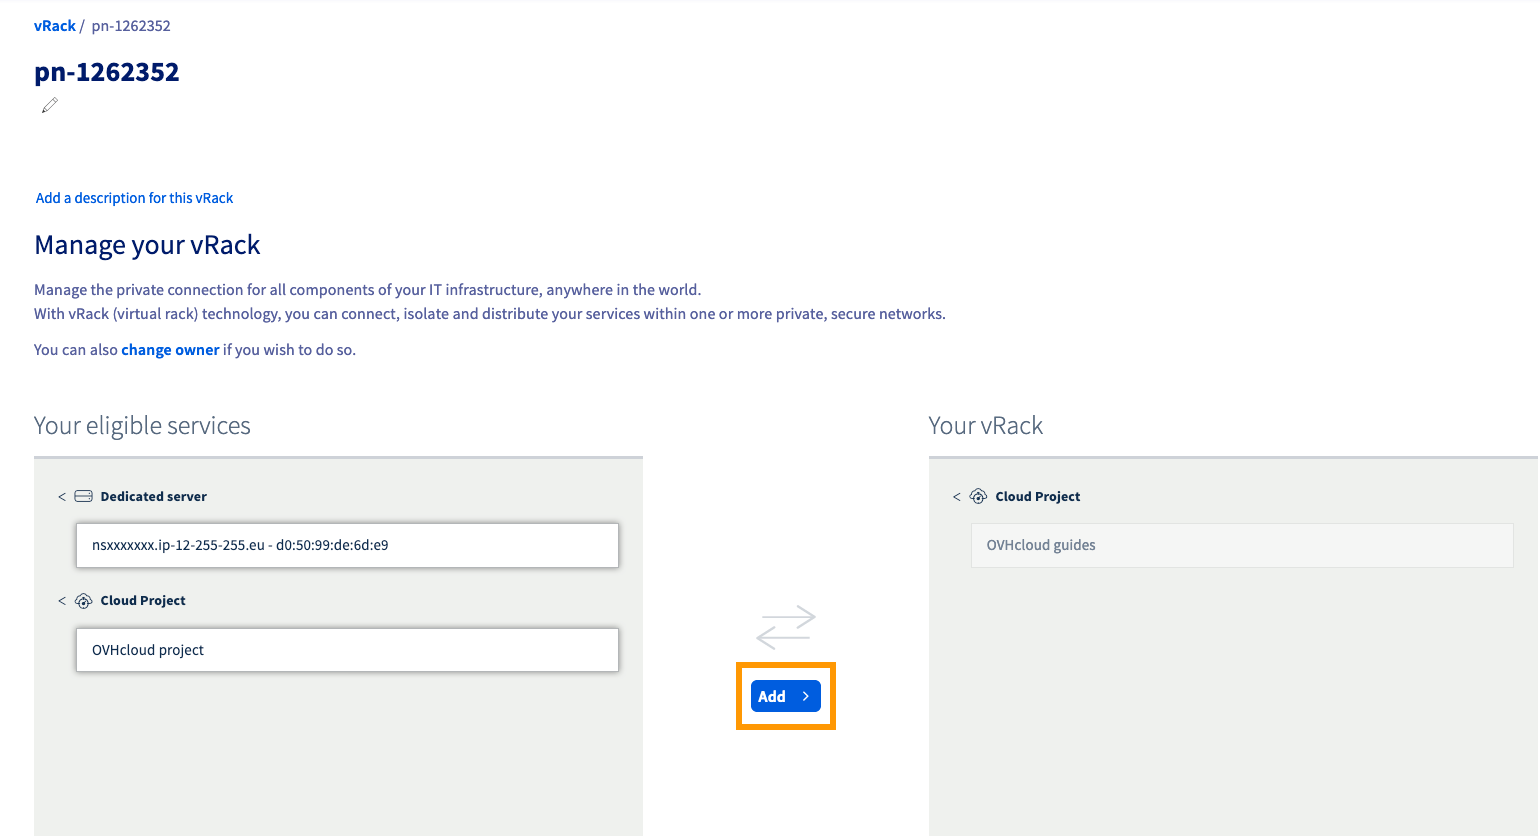 vRack / pn-1262352
pn-1262352
Add a description for this vRack
Manage your vRack
Manage the private connection for all components of your IT infrastructure, anywhere in the world.
With vRack (virtual rack) technology, you can connect, isolate and distribute your services within one or more private, secure networks.
You can also change owner if you wish to do so.
Your eligible services
< Dedicated server
nsxxxxxxx.ip-12-255-255.eu - d0:50:99:de:6d:e9
< Cloud Project
OVHcloud project
Add >
Your vRack
< Cloud Project
OVHcloud guides